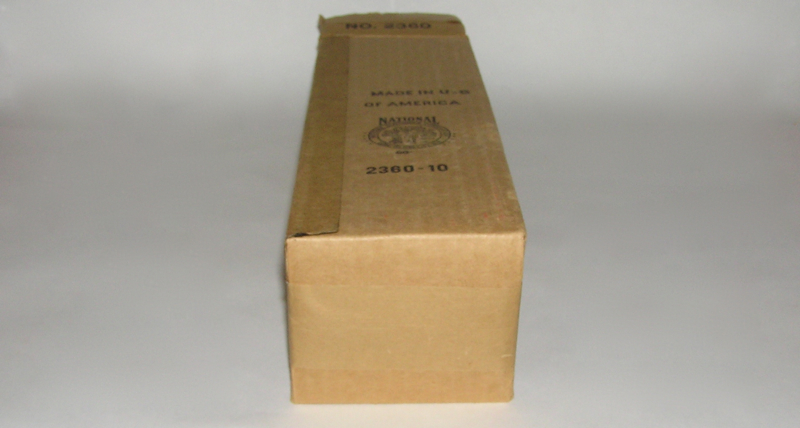 NO. 2360
MADE IN U-S
OF AMERICA
NATIONAL
2360-10